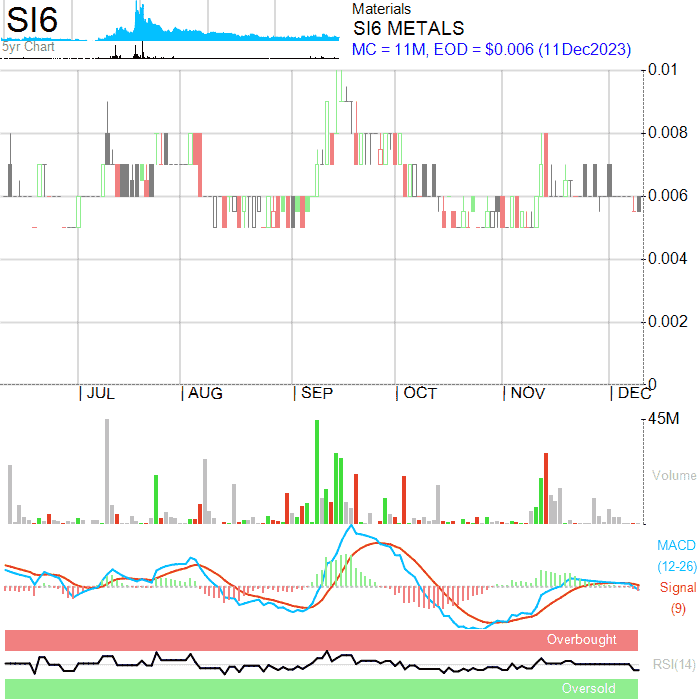 SI6
5yr Chart
Materials
SI6 METALS
MC = 11M, EOD = $0.006 (11Dec2023)
0.01
0.008
0.006
0.004
0.002
0
| JUL | AUG | SEP | OCT | NOV | DEC
45M
Volume
MACD
(12-26)
Signal
(9)
Overbought
RSI(14)
Oversold